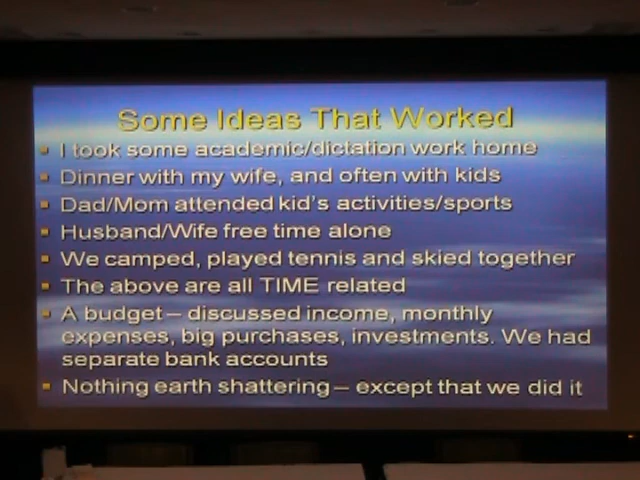 Some Ideas That Worked
I took some academic/dictation work home
Dinner with my wife, and often with kids
Dad/Mom attended kid's activities/sports
Husband/Wife free time alone
We camped, played tennis and skied together
The above are all TIME related
A budget – discussed income, monthly
expenses, big purchases, investments. We had
separate bank accounts
Nothing earth shattering – except that we did it